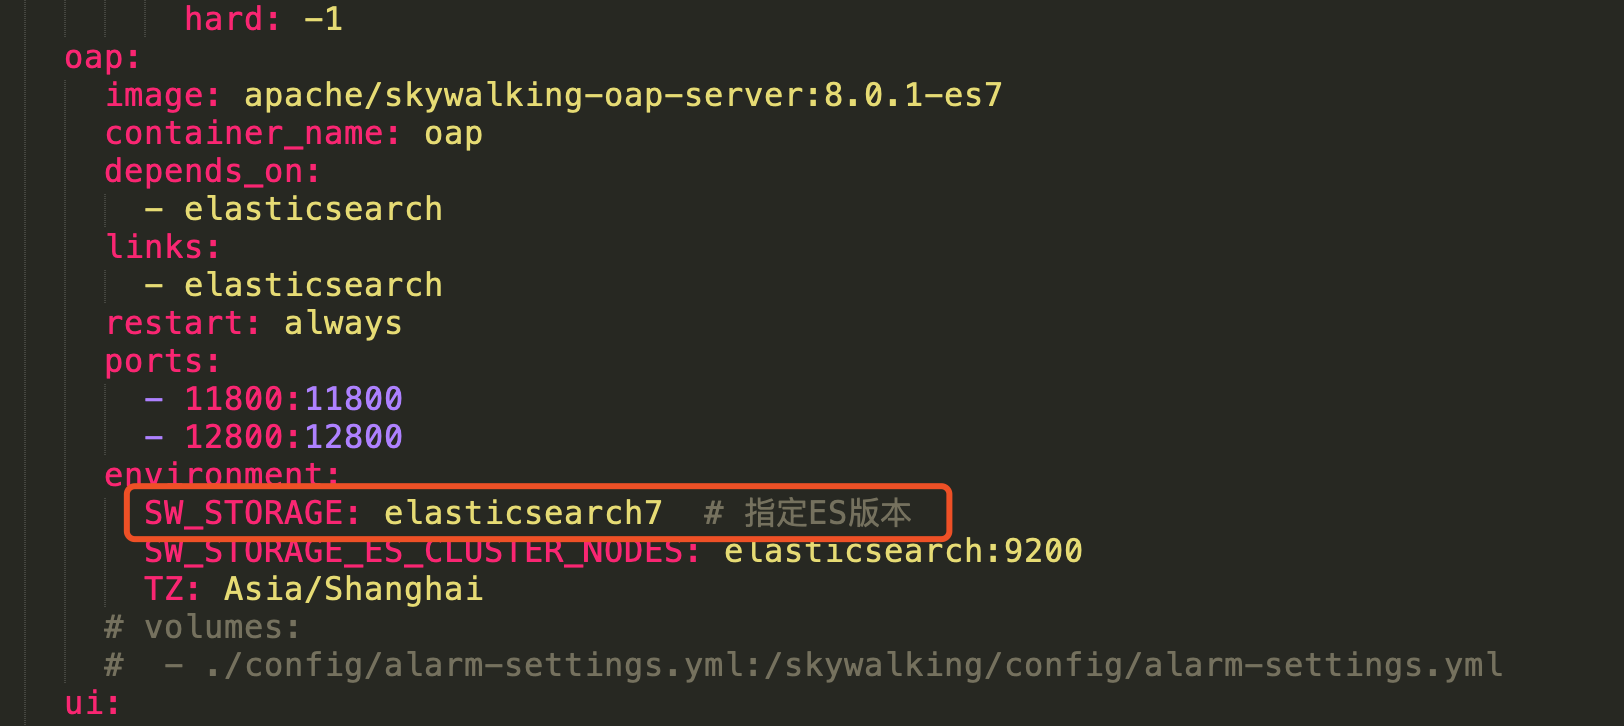 hard: -1
oap:
image: apache/skywalking-oap-server:8.0.1-es7
container_name: oap
depends_on:
- elasticsearch
links:
- elasticsearch
restart: always
ports:
- 11800:11800
- 12800:12800
environment:
SW_STORAGE: elasticsearch7  # 指定ES版本
SW_STORAGE_ES_CLUSTER_NODES: elasticsearch:9200
TZ: Asia/Shanghai
# volumes:
#  - ./config/alarm-settings.yml:/skywalking/config/alarm-settings.yml
ui: